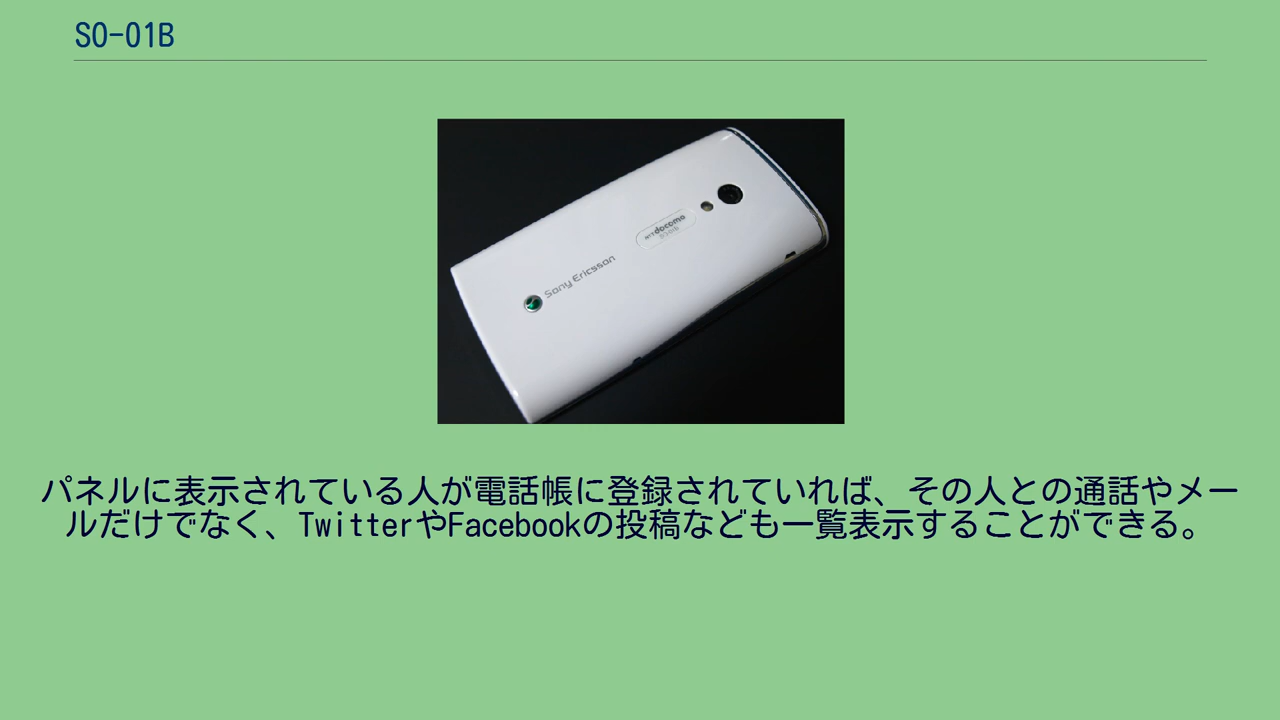 SO-01B
NTT docomo
Sony Ericsson
パネルに表示されている人が電話帳に登録されていれば、その人との通話やメー
ルだけでなく、TwitterやFacebookの投稿なども一覧表示することができる。